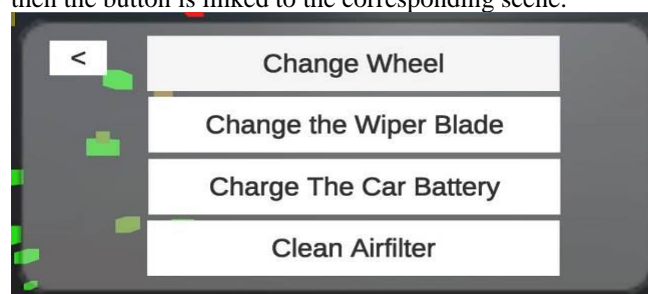 then the button is linked to the corresponding scene.
<
Change Wheel
Change the Wiper Blade
Charge The Car Battery
Clean Airfilter